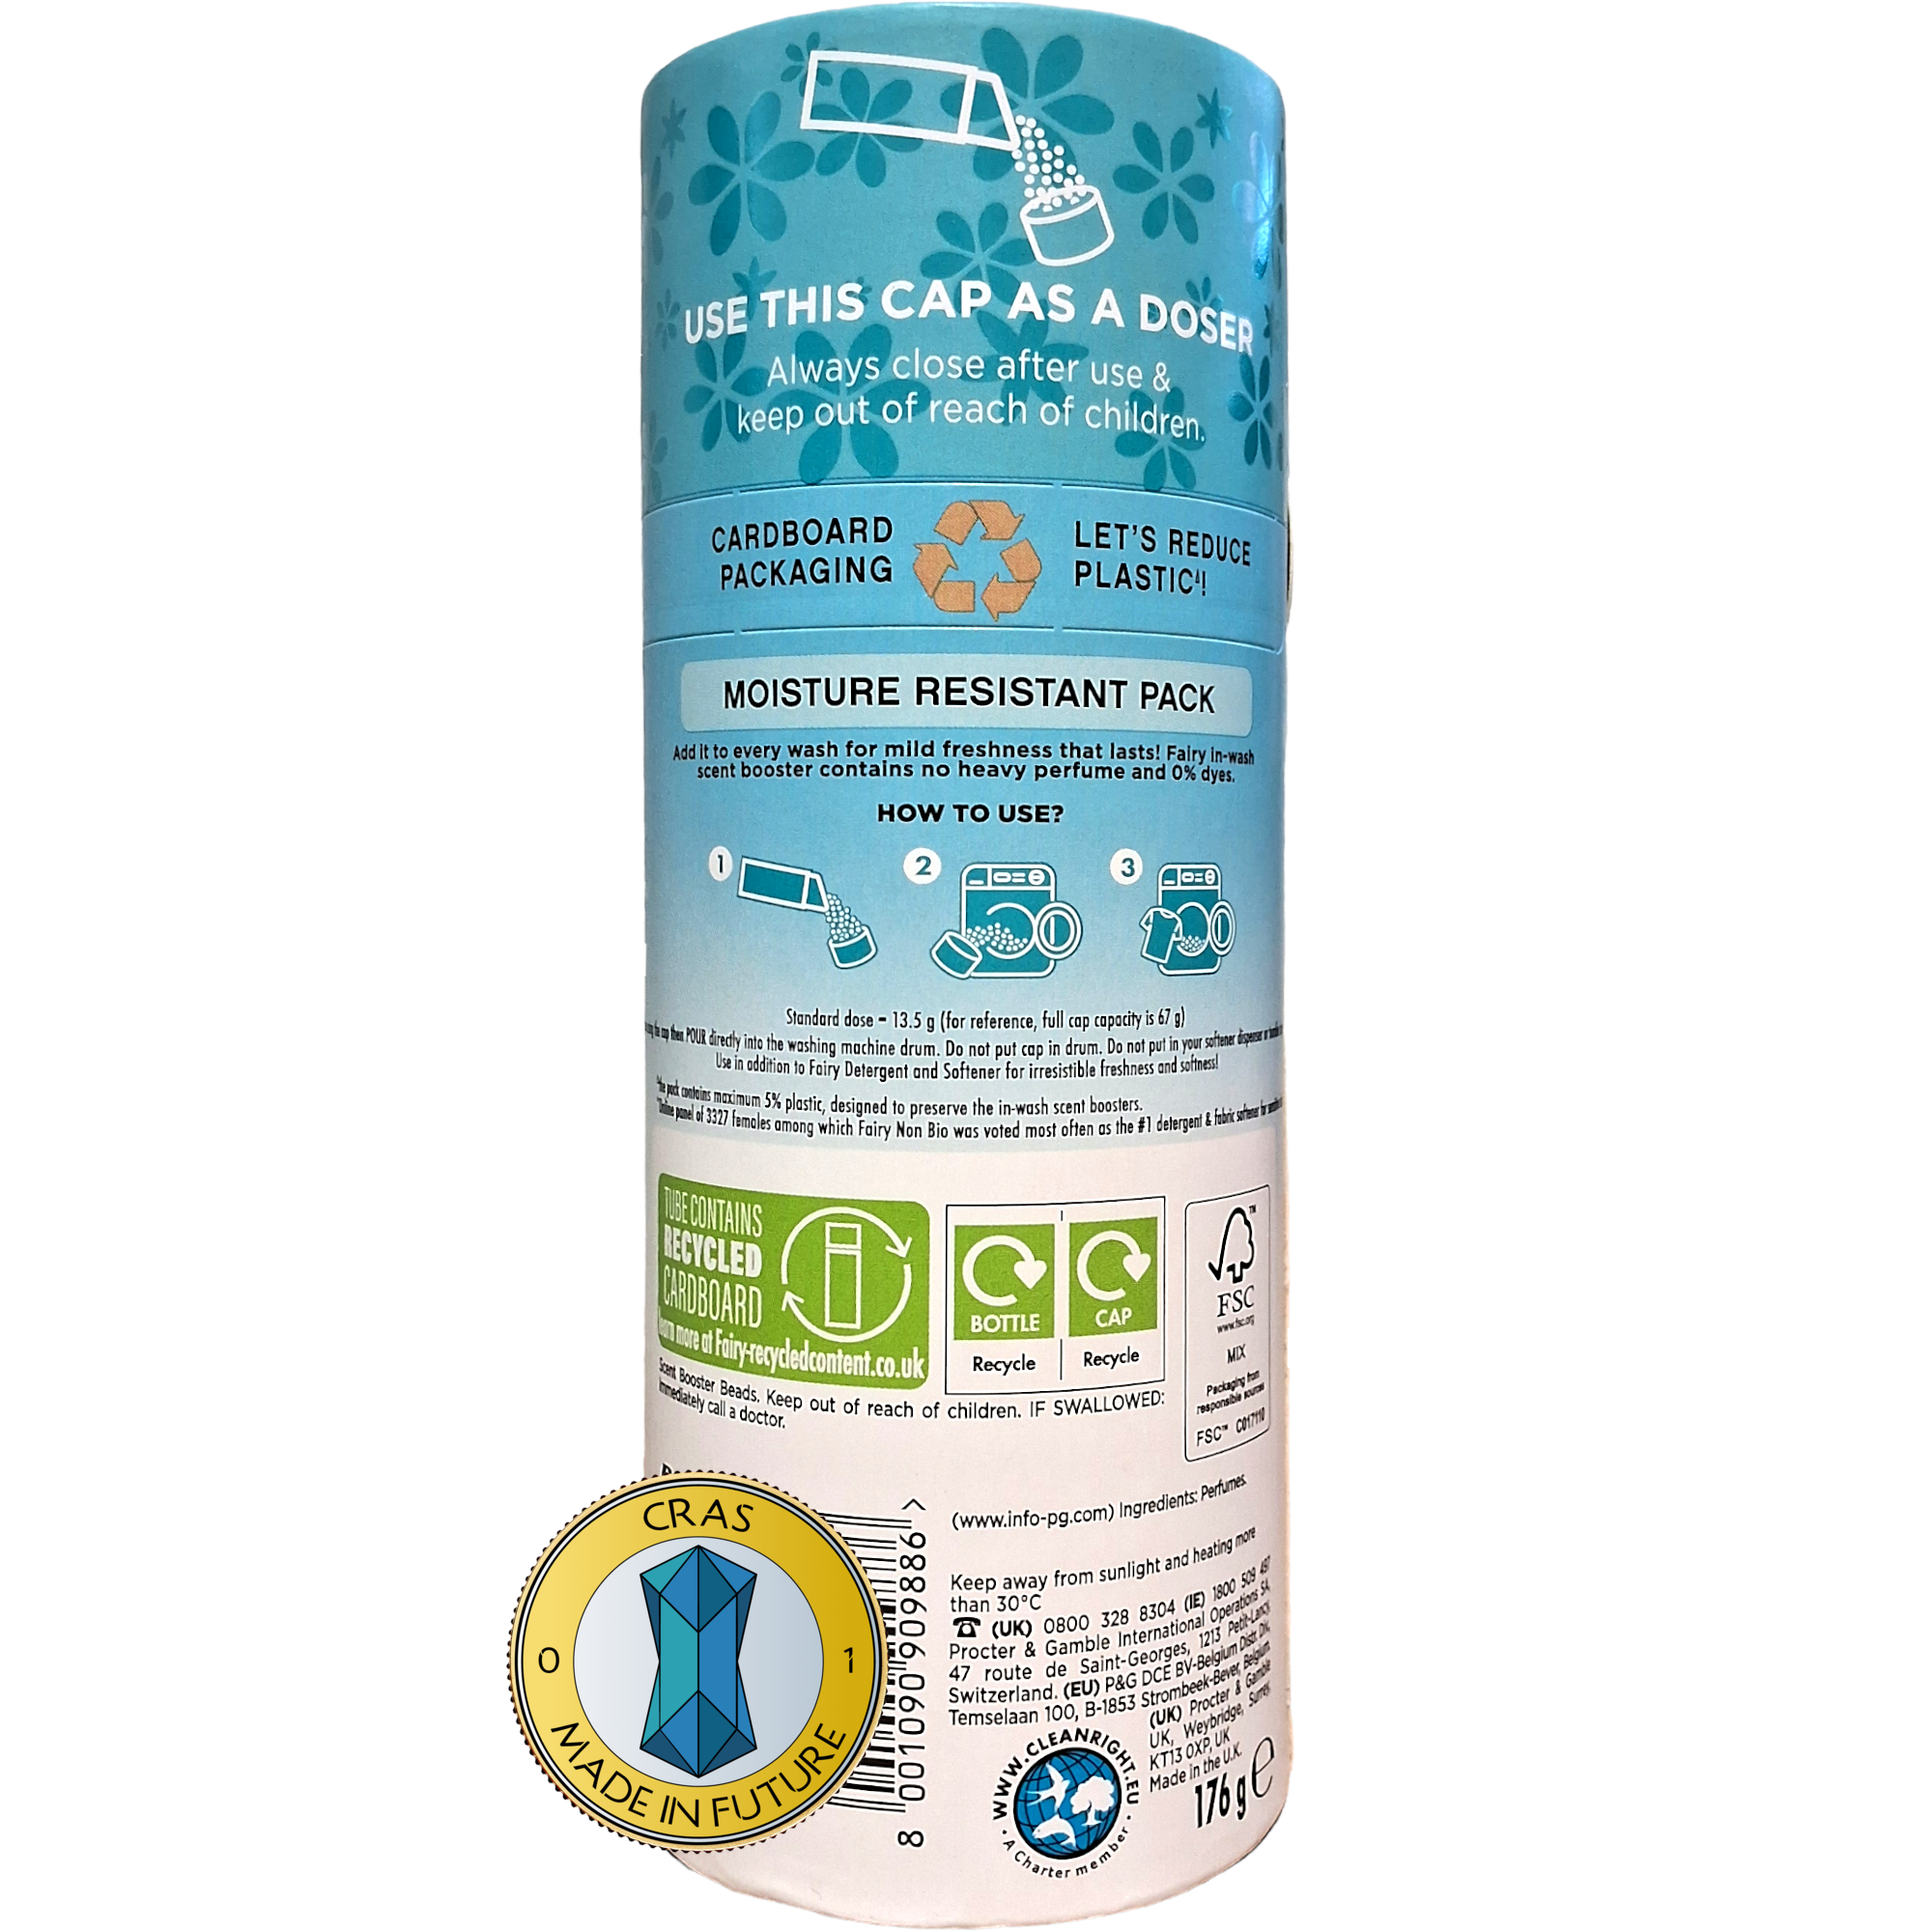 USE THIS CAP AS A DOSER
Always close after use &
keep out of reach of children.
CARDBOARD
PACKAGING
LET'S REDUCE
PLASTICΔ!
MOISTURE RESISTANT PACK
Add it to every wash for mild freshness that lasts! Fairy in-wash
scent booster contains no heavy perfume and 0% dyes.
HOW TO USE?
1
2
3
Standard dose = 13.5 g (for reference, full cap capacity is 67 g)
the cap then POUR directly into the washing machine drum. Do not put cap in drum. Do not put in your softener dispenser or
Use in addition to Fairy Detergent and Softener for irresistible freshness and softness!
Δthe pack contains maximum 5% plastic, designed to preserve the in-wash scent boosters.
*Online panel of 3327 females among which Fairy Non Bio was voted most often as the #1 detergent & fabric softener for
TUBE CONTAINS
RECYCLED
CARDBOARD
Learn more at Fairy-recycledcontent.co.uk
BOTTLE
Recycle
CAP
Recycle
TM
FSC
www.fsc.org
MIX
Packaging from
responsible sources
FSC™ C017110
Scent Booster Beads. Keep out of reach of children. IF SWALLOWED:
Immediately call a doctor.
(www.info-pg.com) Ingredients: Perfumes.
Keep away from sunlight and heating more
than 30°C
(UK) 0800 328 8304 (IE) 1800 509 497
Procter & Gamble International Operations SA,
47 route de Saint-Georges, 1213 Petit-Lancy,
Switzerland. (EU) P&G DCE BV-Belgium Distr. Div,
Temselaan 100, B-1853 Strombeek-Bever, Belgium.
(UK) Procter & Gamble
UK, Weybridge, Surrey,
KT13 0XP, UK
Made in the U.K.
176 g e
WWW.CLEANRIGHT.EU
• A Charter member •
8 001090 909886 >
CRAS
0 1
MADE IN FUTURE